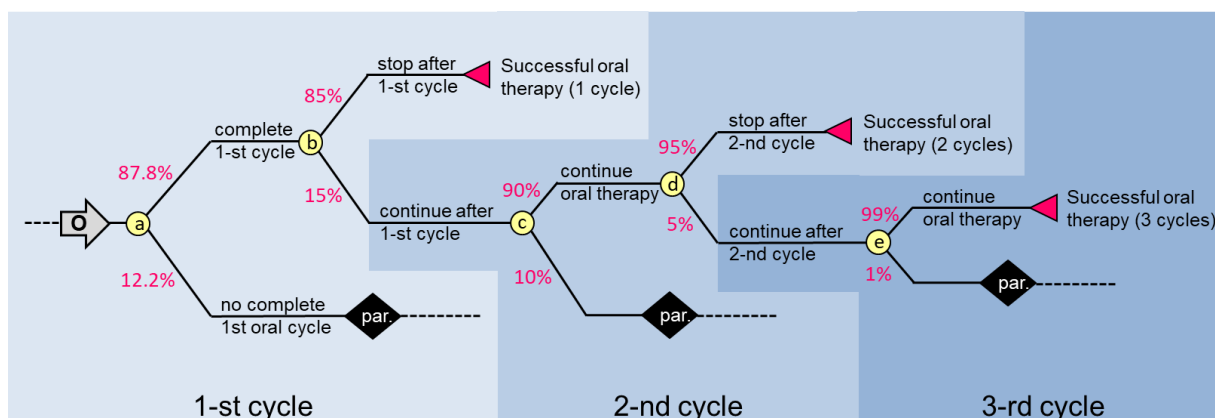 stop after
1-st cycle
Successful oral
therapy (1 cycle)
85%
complete
1-st cycle
b
87.8%
15%
O
a
12.2%
continue after
1-st cycle
no complete
1st oral cycle
par.
stop after
2-nd cycle
Successful oral
therapy (2 cycles)
95%
continue
oral therapy
d
90%
5%
c
10%
continue after
2-nd cycle
par.
continue
oral therapy
Successful oral
therapy (3 cycles)
99%
e
1%
par.
1-st cycle
2-nd cycle
3-rd cycle